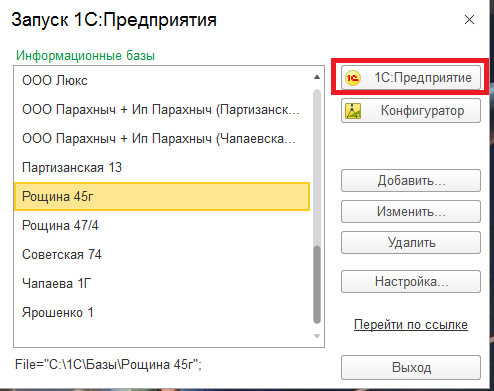 Запуск 1С:Предприятия
Информационные базы
ООО Люкс
ООО Парахныч + Ип Парахныч (Партизанск...
ООО Парахныч + Ип Парахныч (Чапаевска...
Партизанская 13
Рощина 45г
Рощина 47/4
Советская 74
Чапаева 1Г
Ярошенко 1
1С:Предприятие
Конфигуратор
Добавить...
Изменить...
Удалить
Настройка...
Перейти по ссылке
File="C:\1С\Базы\Рощина 45г";
Выход